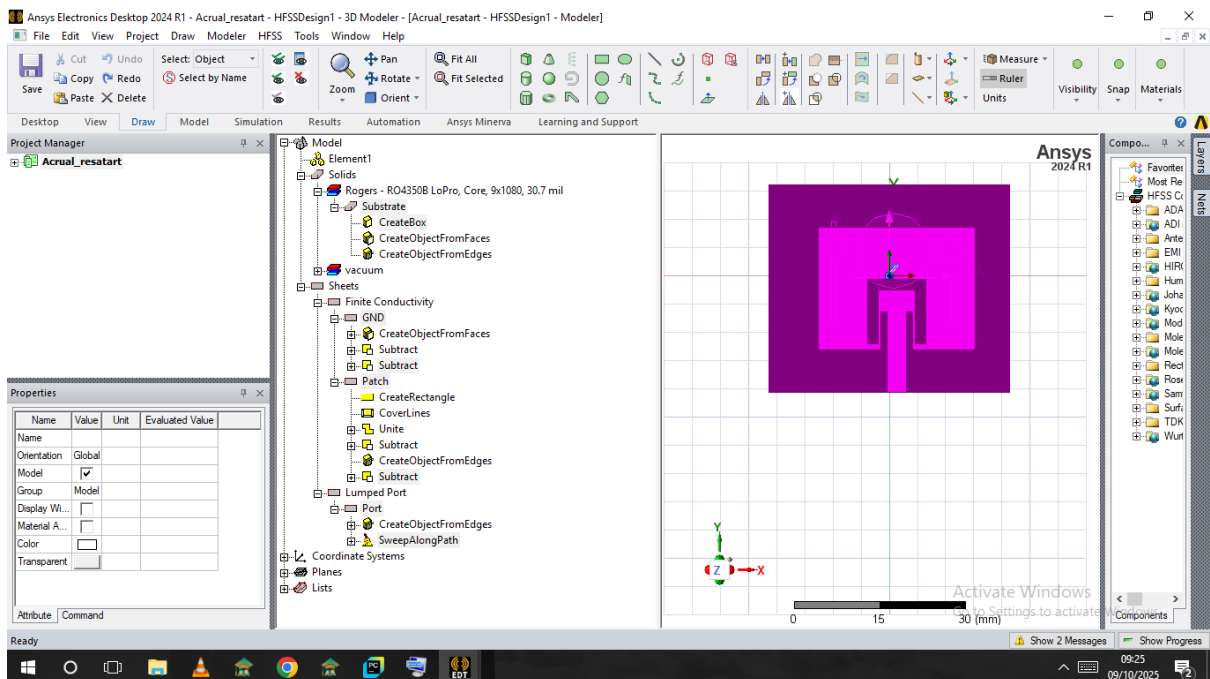 Ansys Electronics Desktop 2024 R1 - Acrual_resatart - HFSSDesign1 - 3D Modeler - [Acrual_resatart - HFSSDesign1 - Modeler]
File Edit View Project Draw Modeler HFSS Tools Window Help
Save
Cut
Copy
Paste
Undo
Redo
Delete
Select: Object
Select by Name
Zoom
Pan
Rotate
Orient
Fit All
Fit Selected
Measure
Ruler
Units
Visibility
Snap
Materials
Desktop View Draw Model Simulation Results Automation Ansys Minerva Learning and Support
Project Manager
Acrual_resatart
Properties
Name Value Unit Evaluated Value
Name
Orientation Global
Model
Group Model
Display Wi...
Material A...
Color
Transparent
Attribute Command
Model
Element1
Solids
Rogers - RO4350B LoPro, Core, 9x1080, 30.7 mil
Substrate
CreateBox
CreateObjectFromFaces
CreateObjectFromEdges
vacuum
Sheets
Finite Conductivity
GND
CreateObjectFromFaces
Subtract
Subtract
Patch
CreateRectangle
CoverLines
Unite
Subtract
CreateObjectFromEdges
Subtract
Lumped Port
Port
CreateObjectFromEdges
SweepAlongPath
Coordinate Systems
Planes
Lists
Ansys
2024 R1
Y
Y
Z
X
0 15 30 (mm)
Activate Windows
Go to Settings to activate Windows.
Compo...
Favorites
Most Re
HFSS Co
ADA
ADI
Ante
EMI
HIRO
Hum
Joha
Kyoc
Mod
Mole
Mole
Rect
Rose
Sam
Surfa
TDK
Wurt
Components
Layers
Nets
Ready
Show 2 Messages
Show Progress
PC
EDT
09:25
09/10/2025
2